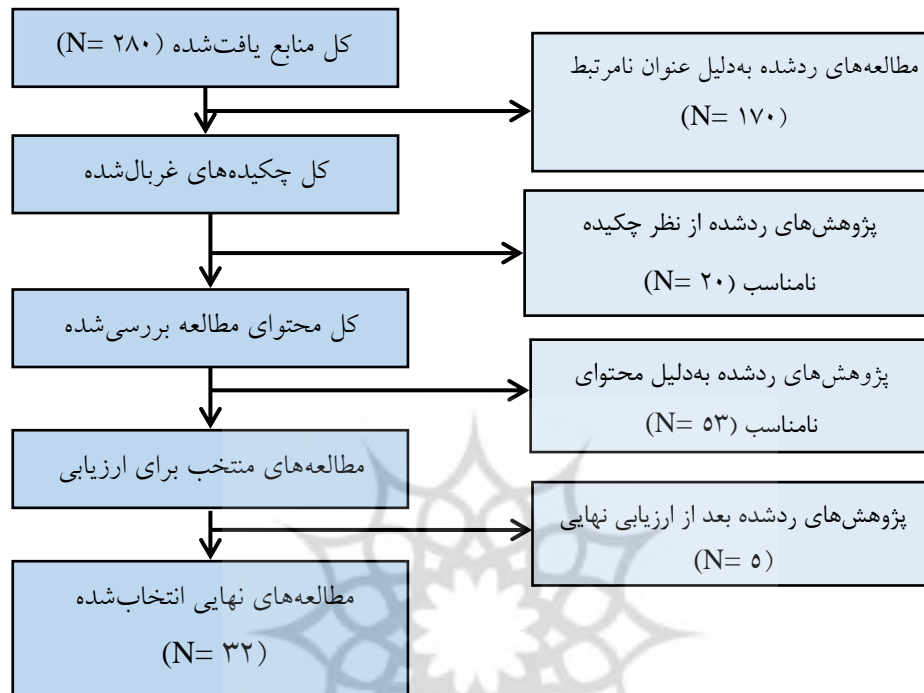 کل منابع یافت‌شده (N= ۲۸۰)
مطالعه‌های ردشده به‌دلیل عنوان نامرتبط
(N= ۱۷۰)
کل چکیده‌های غربال‌شده
پژوهش‌های ردشده از نظر چکیده
نامناسب (N= ۲۰)
کل محتوای مطالعه بررسی‌شده
پژوهش‌های ردشده به‌دلیل محتوای
نامناسب (N= ۵۳)
مطالعه‌های منتخب برای ارزیابی
پژوهش‌های ردشده بعد از ارزیابی نهایی
(N= ۵)
مطالعه‌های نهایی انتخاب‌شده
(N= ۳۲)